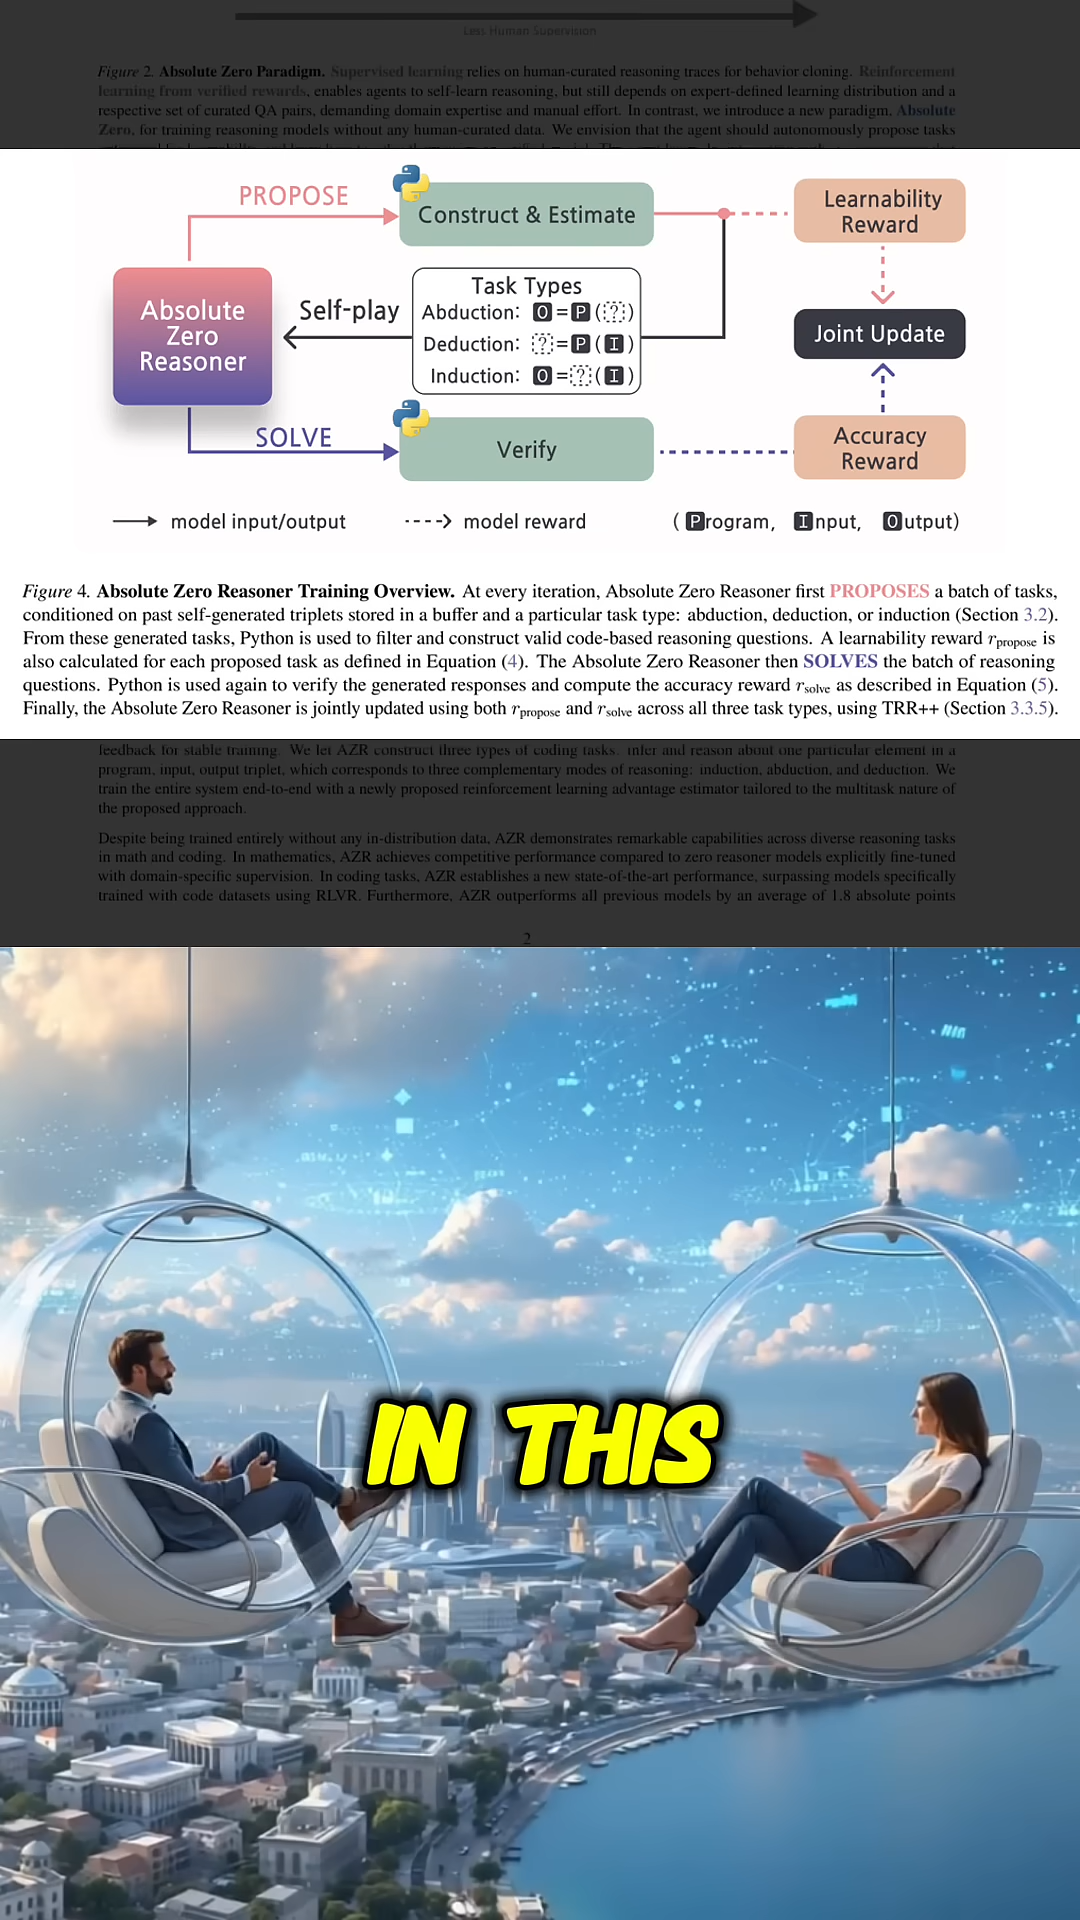 Less Human Supervision
Figure 2. Absolute Zero Paradigm. Supervised learning relies on human-curated reasoning traces for behavior cloning. Reinforcement
learning from verified rewards, enables agents to self-learn reasoning, but still depends on expert-defined learning distribution and a
respective set of curated QA pairs, demanding domain expertise and manual effort. In contrast, we introduce a new paradigm, Absolute
Zero, for training reasoning models without any human-curated data. We envision that the agent should autonomously propose tasks
PROPOSE
Construct & Estimate
Learnability
Reward
Absolute
Zero
Reasoner
Self-play
Task Types
Abduction: O=P(?)
Deduction: ?=P(I)
Induction: O=?(I)
Joint Update
SOLVE
Verify
Accuracy
Reward
model input/output
model reward
(Program, Input, Output)
Figure 4. Absolute Zero Reasoner Training Overview. At every iteration, Absolute Zero Reasoner first PROPOSES a batch of tasks,
conditioned on past self-generated triplets stored in a buffer and a particular task type: abduction, deduction, or induction (Section 3.2).
From these generated tasks, Python is used to filter and construct valid code-based reasoning questions. A learnability reward rpropose is
also calculated for each proposed task as defined in Equation (4). The Absolute Zero Reasoner then SOLVES the batch of reasoning
questions. Python is used again to verify the generated responses and compute the accuracy reward rsolve as described in Equation (5).
Finally, the Absolute Zero Reasoner is jointly updated using both rpropose and rsolve across all three task types, using TRR++ (Section 3.3.5).
feedback for stable training. We let AZR construct three types of coding tasks: infer and reason about one particular element in a
program, input, output triplet, which corresponds to three complementary modes of reasoning: induction, abduction, and deduction. We
train the entire system end-to-end with a newly proposed reinforcement learning advantage estimator tailored to the multitask nature of
the proposed approach.
Despite being trained entirely without any in-distribution data, AZR demonstrates remarkable capabilities across diverse reasoning tasks
in math and coding. In mathematics, AZR achieves competitive performance compared to zero reasoner models explicitly fine-tuned
with domain-specific supervision. In coding tasks, AZR establishes a new state-of-the-art performance, surpassing models specifically
trained with code datasets using RLVR. Furthermore, AZR outperforms all previous models by an average of 1.8 absolute points
2
IN THIS